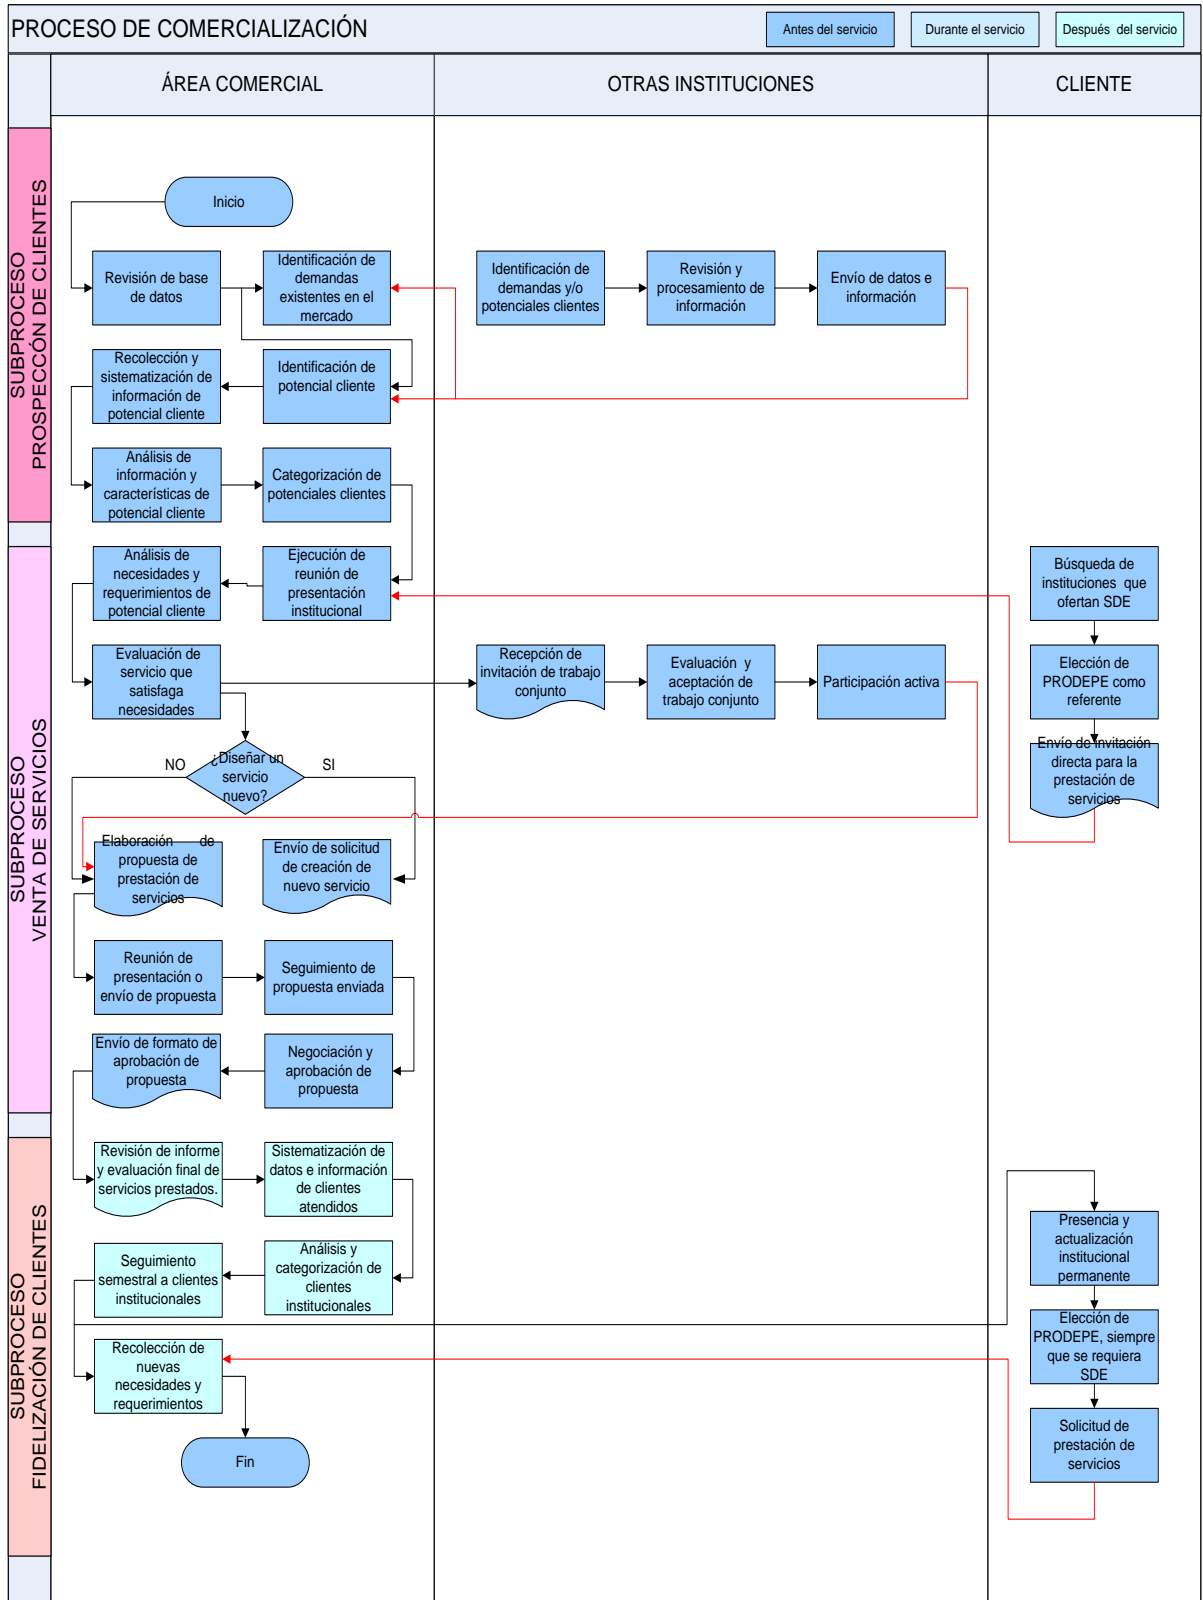 PROCESO DE COMERCIALIZACIÓN
Antes del servicio
Durante el servicio
Después del servicio
ÁREA COMERCIAL
OTRAS INSTITUCIONES
CLIENTE
SUBPROCESO
PROSPECCÓN DE CLIENTES
Inicio
Revisión de base
de datos
Identificación de
demandas
existentes en el
mercado
Identificación de
demandas y/o
potenciales clientes
Revisión y
procesamiento de
información
Envío de datos e
información
Recolección y
sistematización de
información de
potencial cliente
Identificación de
potencial cliente
Análisis de
información y
características de
potencial cliente
Categorización de
potenciales clientes
SUBPROCESO
VENTA DE SERVICIOS
Análisis de
necesidades y
requerimientos de
potencial cliente
Ejecución de
reunión de
presentación
institucional
Búsqueda de
instituciones que
ofertan SDE
Evaluación de
servicio que
satisfaga
necesidades
Recepción de
invitación de trabajo
conjunto
Evaluación y
aceptación de
trabajo conjunto
Participación activa
Elección de
PRODEPE como
referente
Envío de invitación
directa para la
prestación de
servicios
NO
¿Diseñar un
servicio
nuevo?
SI
Elaboración de
propuesta de
prestación de
servicios
Envío de solicitud
de creación de
nuevo servicio
Reunión de
presentación o
envío de propuesta
Seguimiento de
propuesta enviada
Envío de formato de
aprobación de
propuesta
Negociación y
aprobación de
propuesta
SUBPROCESO
FIDELIZACIÓN DE CLIENTES
Revisión de informe
y evaluación final de
servicios prestados.
Sistematización de
datos e información
de clientes
atendidos
Presencia y
actualización
institucional
permanente
Seguimiento
semestral a clientes
institucionales
Análisis y
categorización de
clientes
institucionales
Elección de
PRODEPE, siempre
que se requiera
SDE
Recolección de
nuevas
necesidades y
requerimientos
Solicitud de
prestación de
servicios
Fin